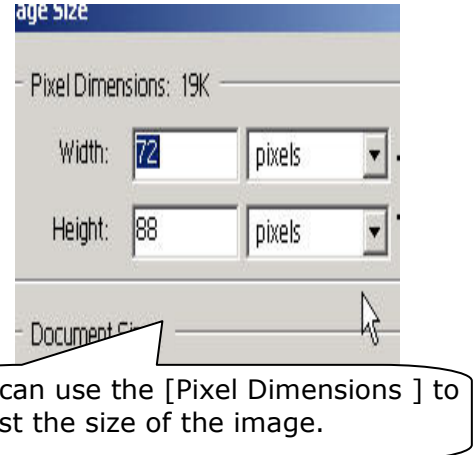 age Size
Pixel Dimensions: 19K
Width: 72 pixels
Height: 88 pixels
Document
can use the [Pixel Dimensions ] to
st the size of the image.